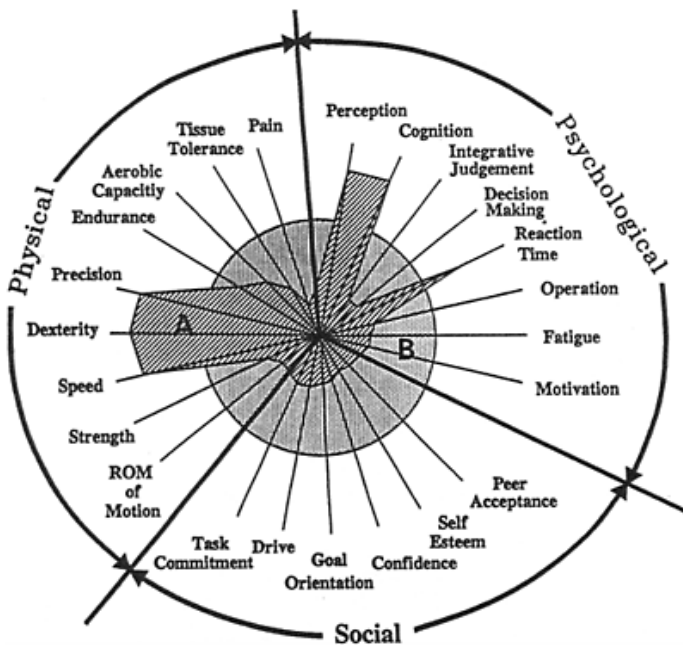 Physical
Psychological
Social
Pain
Tissue
Tolerance
Aerobic
Capacitiy
Endurance
Precision
Dexterity
Speed
Strength
ROM
of
Motion
Perception
Cognition
Integrative
Judgement
Decision
Making
Reaction
Time
Operation
Fatigue
Motivation
Peer
Acceptance
Self
Esteem
Confidence
Goal
Orientation
Drive
Task
Commitment
A
B